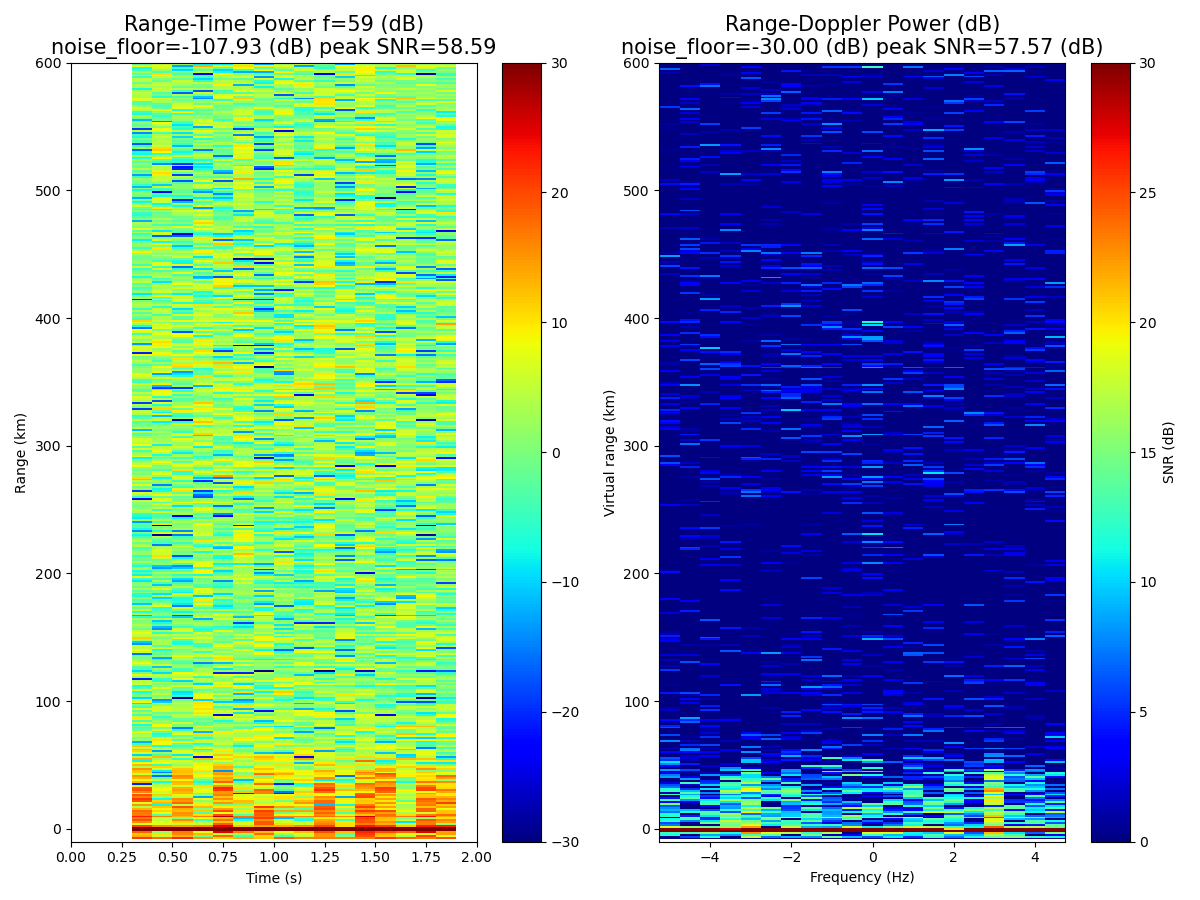 Range-Time Power f=59 (dB)
noise_floor=-107.93 (dB) peak SNR=58.59
Range (km)
600
500
400
300
200
100
0
0.00 0.25 0.50 0.75 1.00 1.25 1.50 1.75 2.00
Time (s)
30
20
10
0
−10
−20
−30
Range-Doppler Power (dB)
noise_floor=-30.00 (dB) peak SNR=57.57 (dB)
Virtual range (km)
600
500
400
300
200
100
0
−4 −2 0 2 4
Frequency (Hz)
30
25
20
15
10
5
0
SNR (dB)